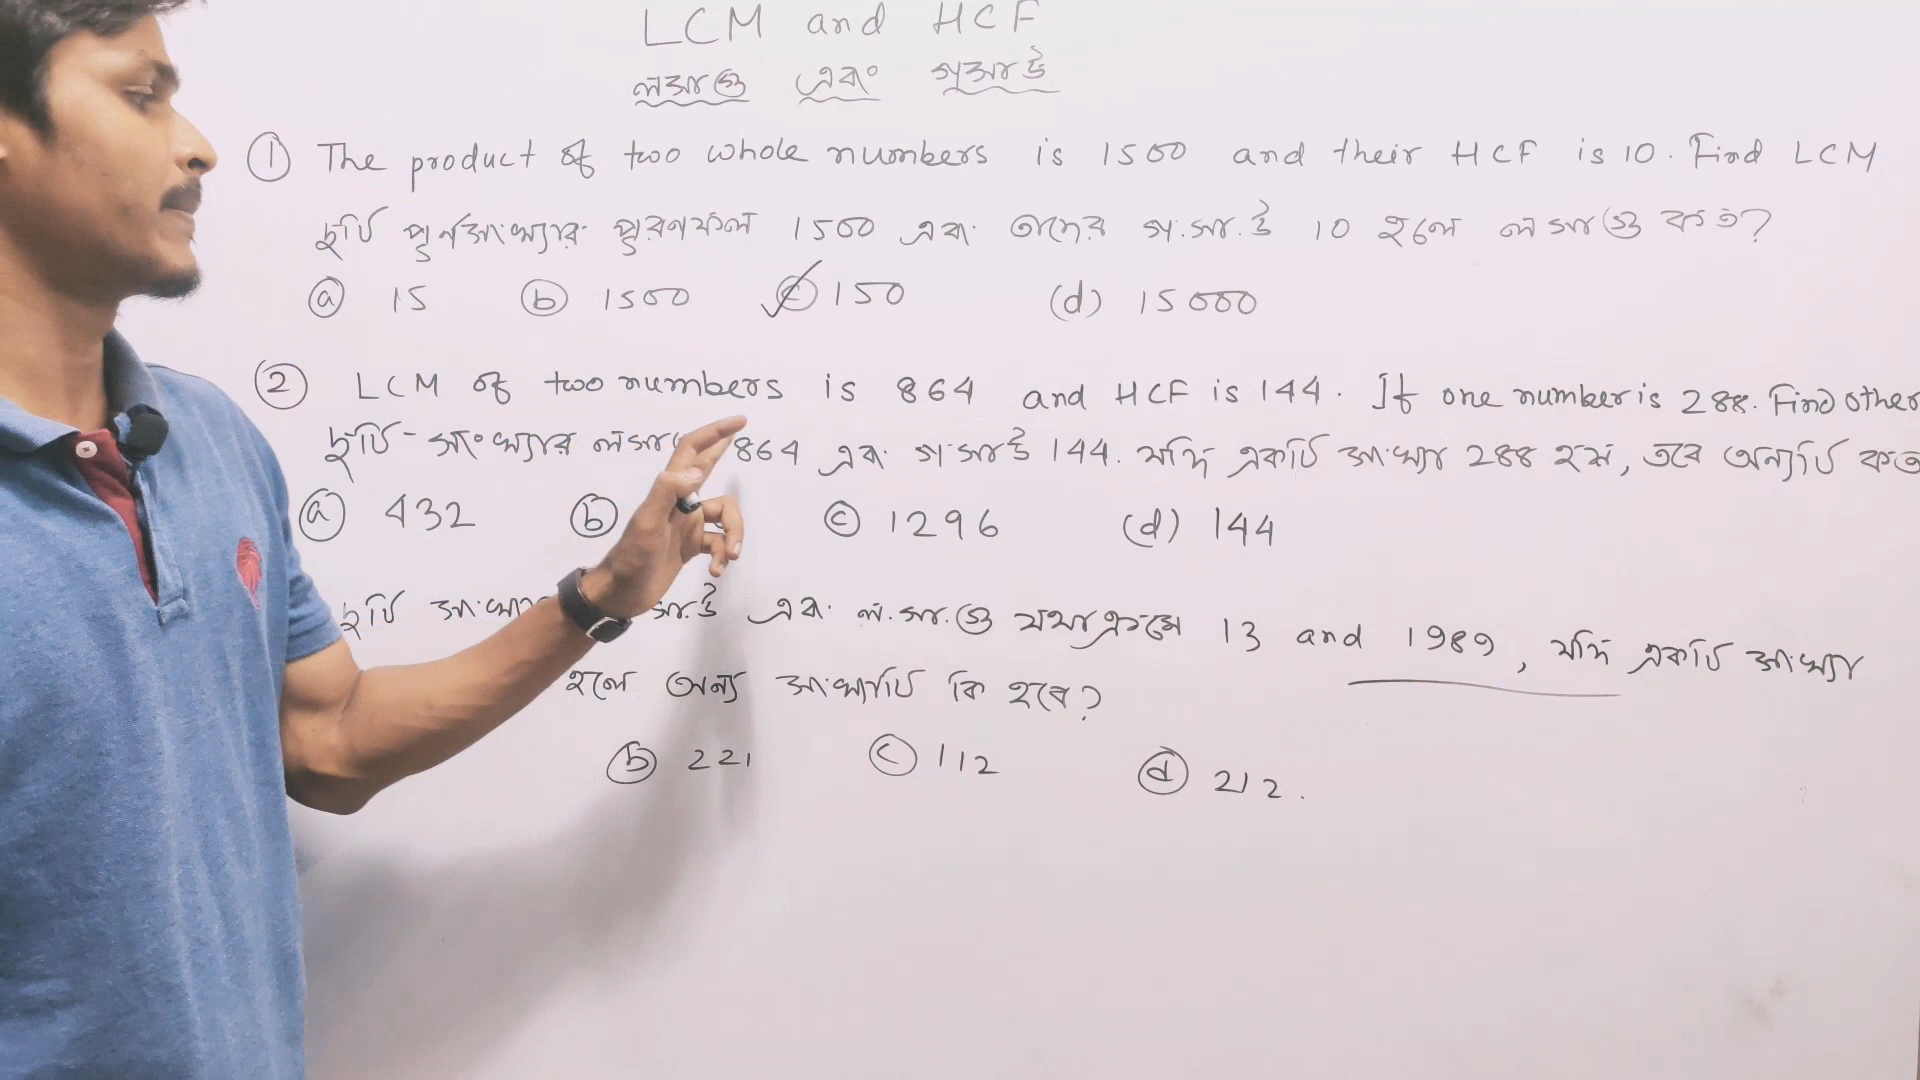 LCM and HCF
ল সা গু এবং গ সা উ
① The product of two whole numbers is 1500 and their HCF is 10. Find LCM
দুটি পূর্ণসংখ্যার গুণফল 1500 এবং তাদের গ.সা.উ 10 হলে ল সা গু কত?
ⓐ 15 ⓑ 1500 ⓒ 150 (d) 15000
② LCM of two numbers is 864 and HCF is 144. If one number is 288. Find other
দুটি সংখ্যার ল সা 864 এবং গ সা উ 144. যদি একটি সংখ্যা 288 হয়, তবে অন্যটি কত
ⓐ 432 ⓑ ⓒ 1296 (d) 144
দুটি সা.উ এবং ল.সা.গু যথাক্রমে 13 and 1989, যদি একটি সংখ্যা
হলে অন্য সংখ্যাটি কি হবে?
ⓑ 221 ⓒ 112 ⓓ 212.